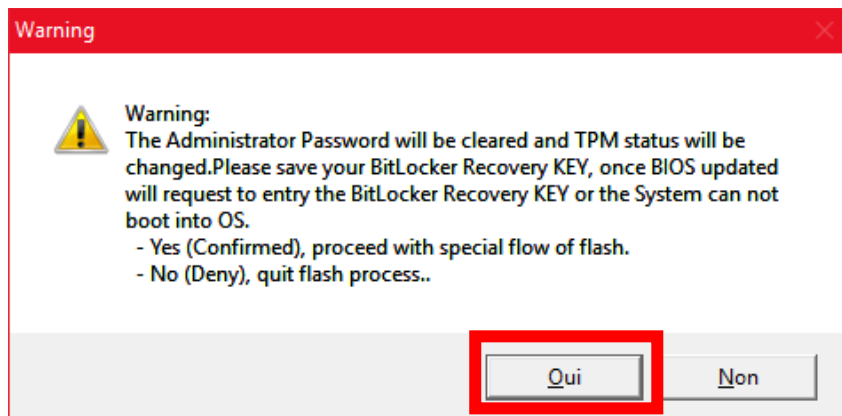 Warning
Warning:
The Administrator Password will be cleared and TPM status will be
changed.Please save your BitLocker Recovery KEY, once BIOS updated
will request to entry the BitLocker Recovery KEY or the System can not
boot into OS.
- Yes (Confirmed), proceed with special flow of flash.
- No (Deny), quit flash process..
Oui
Non